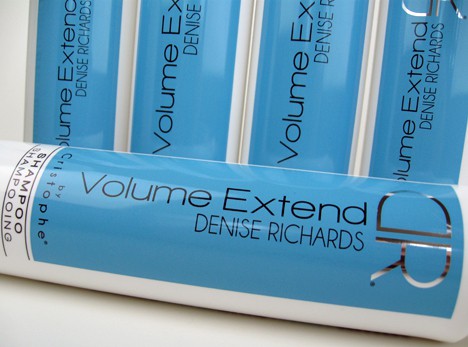 Volume Extend
DENISE RICHARDS
Volume Extend
DENISE RICHARDS
Volume Extend
DENISE RICHARDS
Volume Extend
DENISE RICHARDS
Volume Extend
DENISE RICHARDS
DR
by Cristophe®
SHAMPOO
SHAMPOOING